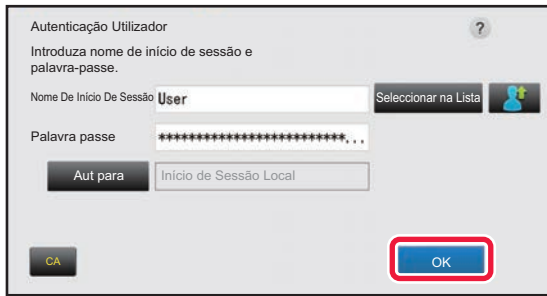 Autenticação Utilizador
?
Introduza nome de início de sessão e
palavra-passe.
Nome De Início De Sessão User Seleccionar na Lista
Palavra passe **************************...
Aut para Início de Sessão Local
CA OK